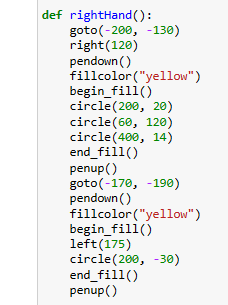 def rightHand():
    goto(-200, -130)
    right(120)
    pendown()
    fillcolor("yellow")
    begin_fill()
    circle(200, 20)
    circle(60, 120)
    circle(400, 14)
    end_fill()
    penup()
    goto(-170, -190)
    pendown()
    fillcolor("yellow")
    begin_fill()
    left(175)
    circle(200, -30)
    end_fill()
    penup()